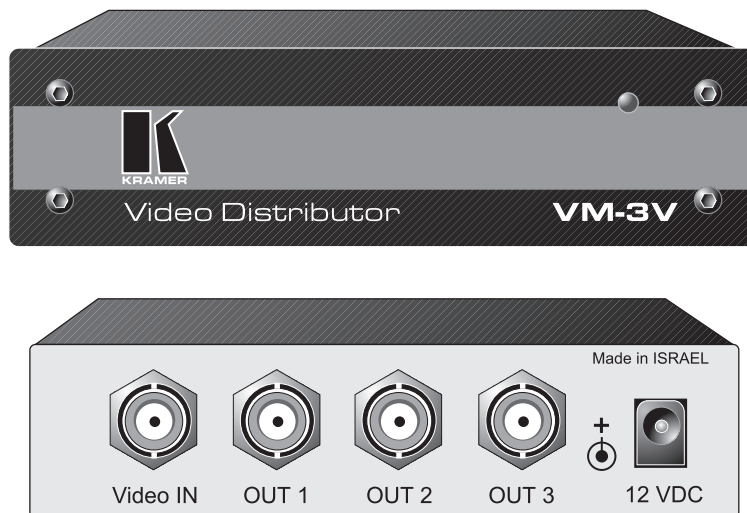 KRAMER
Video Distributor VM-3V
Made in ISRAEL
+
Video IN OUT 1 OUT 2 OUT 3 12 VDC